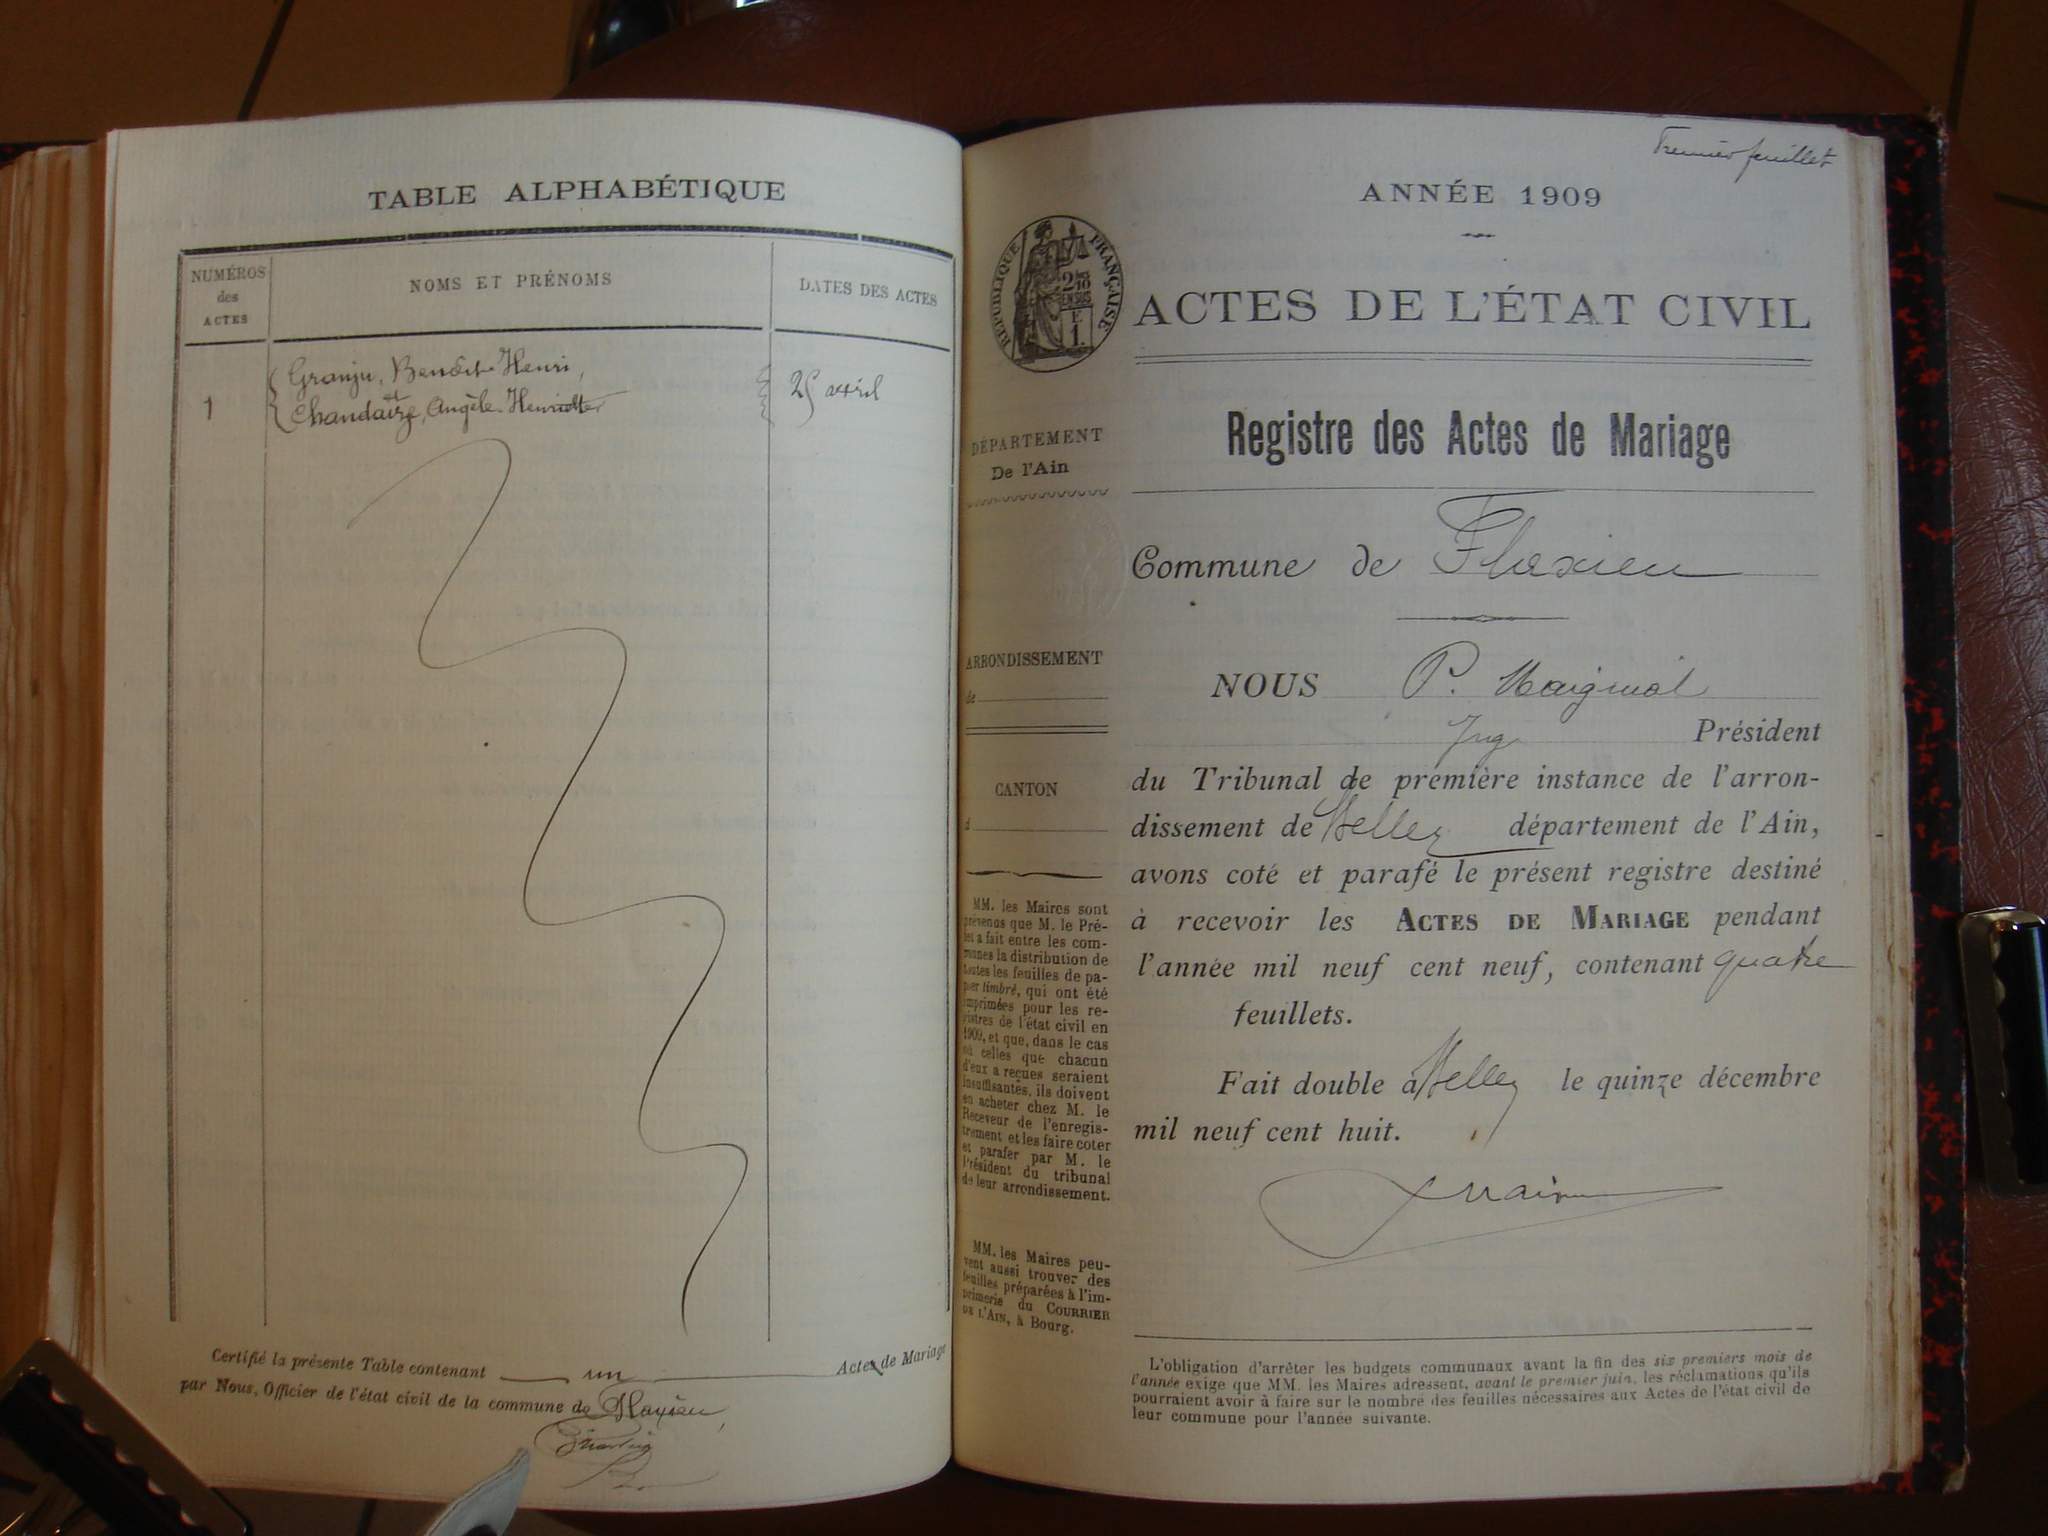 TABLE ALPHABÉTIQUE
NUMÉROS
des
ACTES
NOMS ET PRÉNOMS
DATES DES ACTES
Granju, Benoît-Henri,
et
1
Chandaize, Angèle-Henriette
25 avril
Certifié la présente Table contenant un Actes de Mariage
par Nous, Officier de l'état civil de la commune de Flaxieu,
Premier feuillet
ANNÉE 1909
RÉPUBLIQUE FRANÇAISE
2 10
EN SUS
1.
ACTES DE L'ÉTAT CIVIL
DÉPARTEMENT
De l'Ain
Registre des Actes de Mariage
Commune de Flaxieu
ARRONDISSEMENT
de
CANTON
d
NOUS P.
Juge Président
du Tribunal de première instance de l'arron-
dissement de Belley département de l'Ain,
avons coté et parafé le présent registre destiné
à recevoir les ACTES DE MARIAGE pendant
l'année mil neuf cent neuf, contenant quatre
feuillets.
Fait double à Belley le quinze décembre
mil neuf cent huit.
MM. les Maires sont
prévenus que M. le Pré-
fet a fait entre les com-
munes la distribution de
toutes les feuilles de pa-
pier timbré, qui ont été
imprimées pour les re-
gistres de l'état civil en
1909, et que, dans le cas
où celles que chacun
d'eux a reçues seraient
insuffisantes, ils doivent
en acheter chez M. le
Receveur de l'enregis-
trement et les faire coter
et parafer par M. le
Président du tribunal
de leur arrondissement.
MM. les Maires peu-
vent aussi trouver des
feuilles préparées à l'im-
primerie du COURRIER
DE L'AIN, à Bourg.
L'obligation d'arrêter les budgets communaux avant la fin des six premiers mois de
l'année exige que MM. les Maires adressent, avant le premier juin, les réclamations qu'ils
pourraient avoir à faire sur le nombre des feuilles nécessaires aux Actes de l'état civil de
leur commune pour l'année suivante.